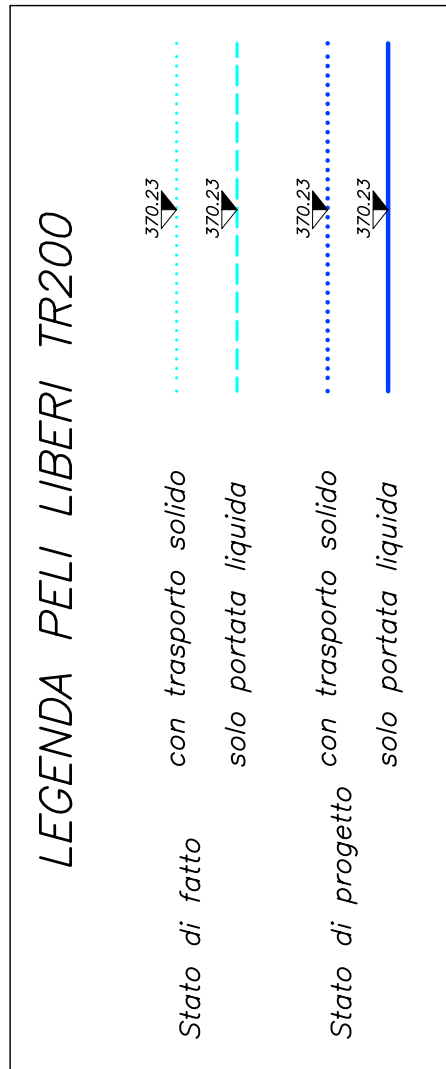 LEGENDA PELI LIBERI TR200
Stato di fatto
con trasporto solido
370.23
solo portata liquida
370.23
Stato di progetto
con trasporto solido
370.23
solo portata liquida
370.23